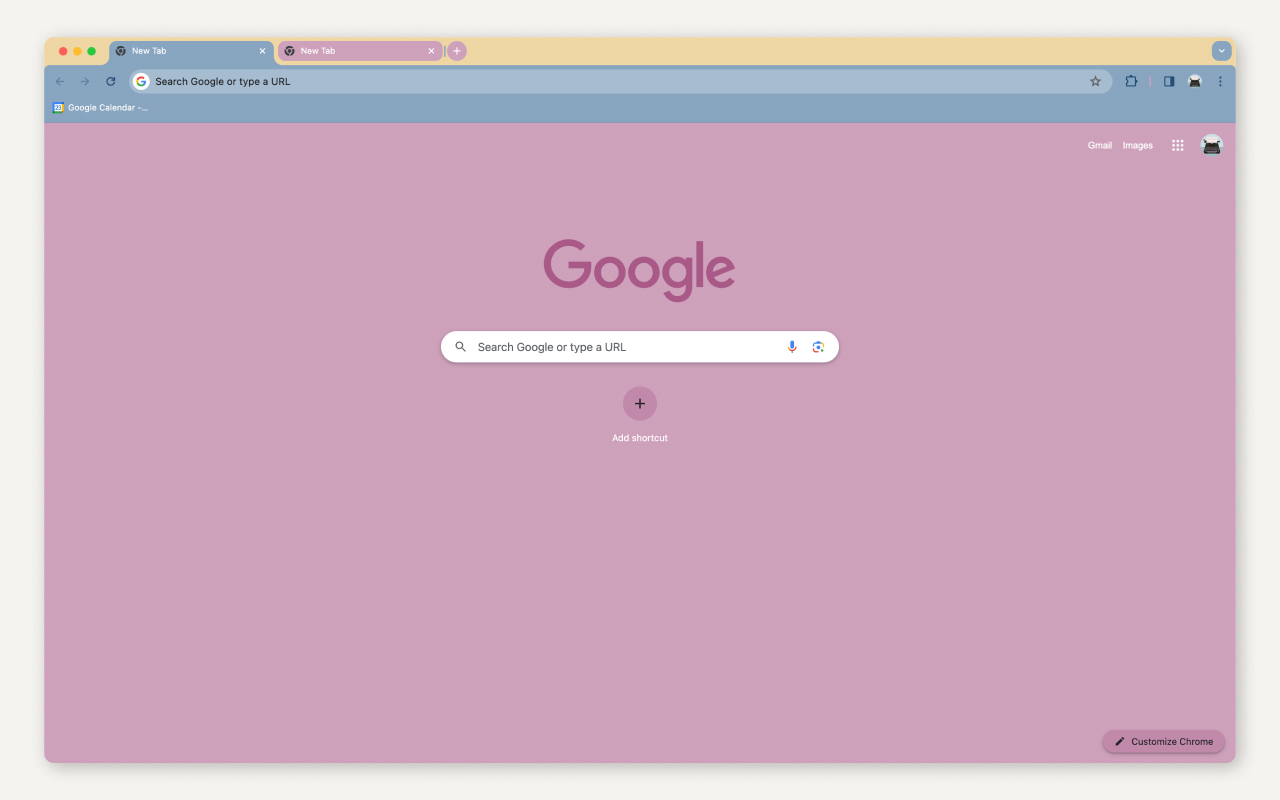 New Tab
New Tab
Search Google or type a URL
Google Calendar -...
Gmail Images
Google
Search Google or type a URL
Add shortcut
Customize Chrome